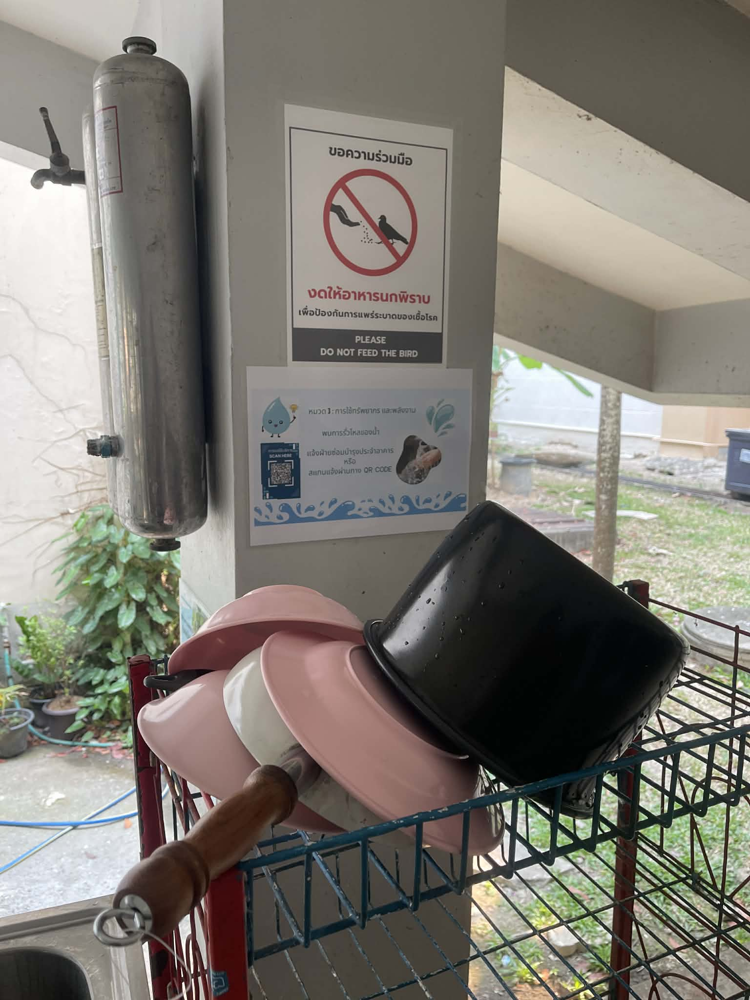 ขอความร่วมมือ
งดให้อาหารนกพิราบ
เพื่อป้องกันการแพร่ระบาดของเชื้อโรค
PLEASE
DO NOT FEED THE BIRD
หมวด 3 : การใช้ทรัพยากร และพลังงาน
พบการรั่วไหลของน้ำ
แจ้งฝ่ายซ่อมบำรุงประจำอาคาร
หรือ
สแกนแจ้งผ่านทาง QR CODE
SCAN HERE